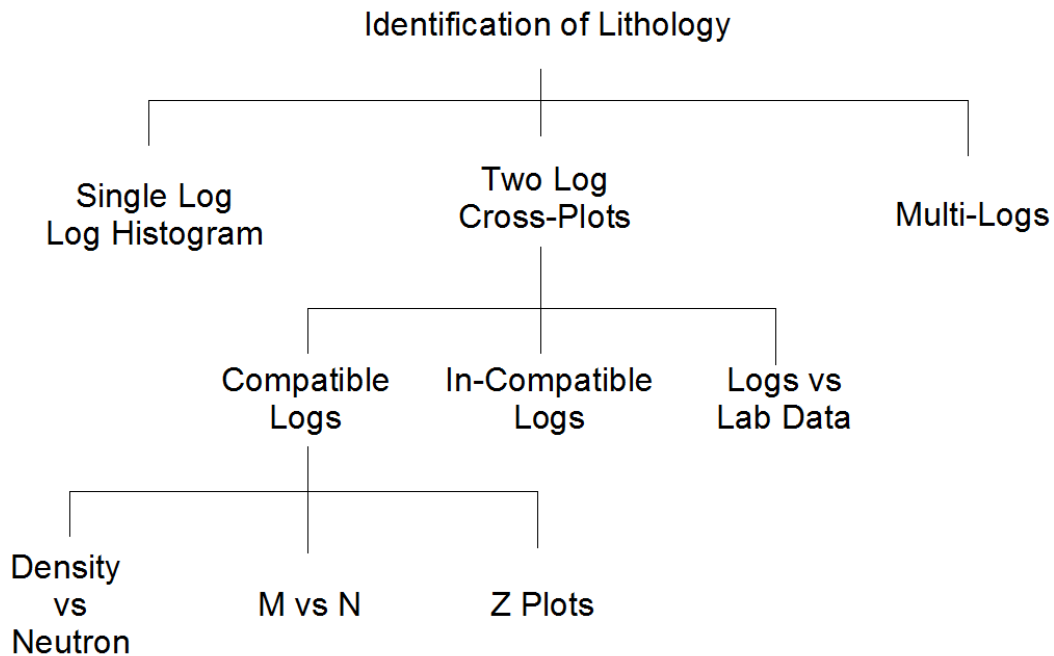 Identification of Lithology
Single Log
Log Histogram
Two Log
Cross-Plots
Multi-Logs
Compatible
Logs
In-Compatible
Logs
Logs vs
Lab Data
Density
vs
Neutron
M vs N
Z Plots